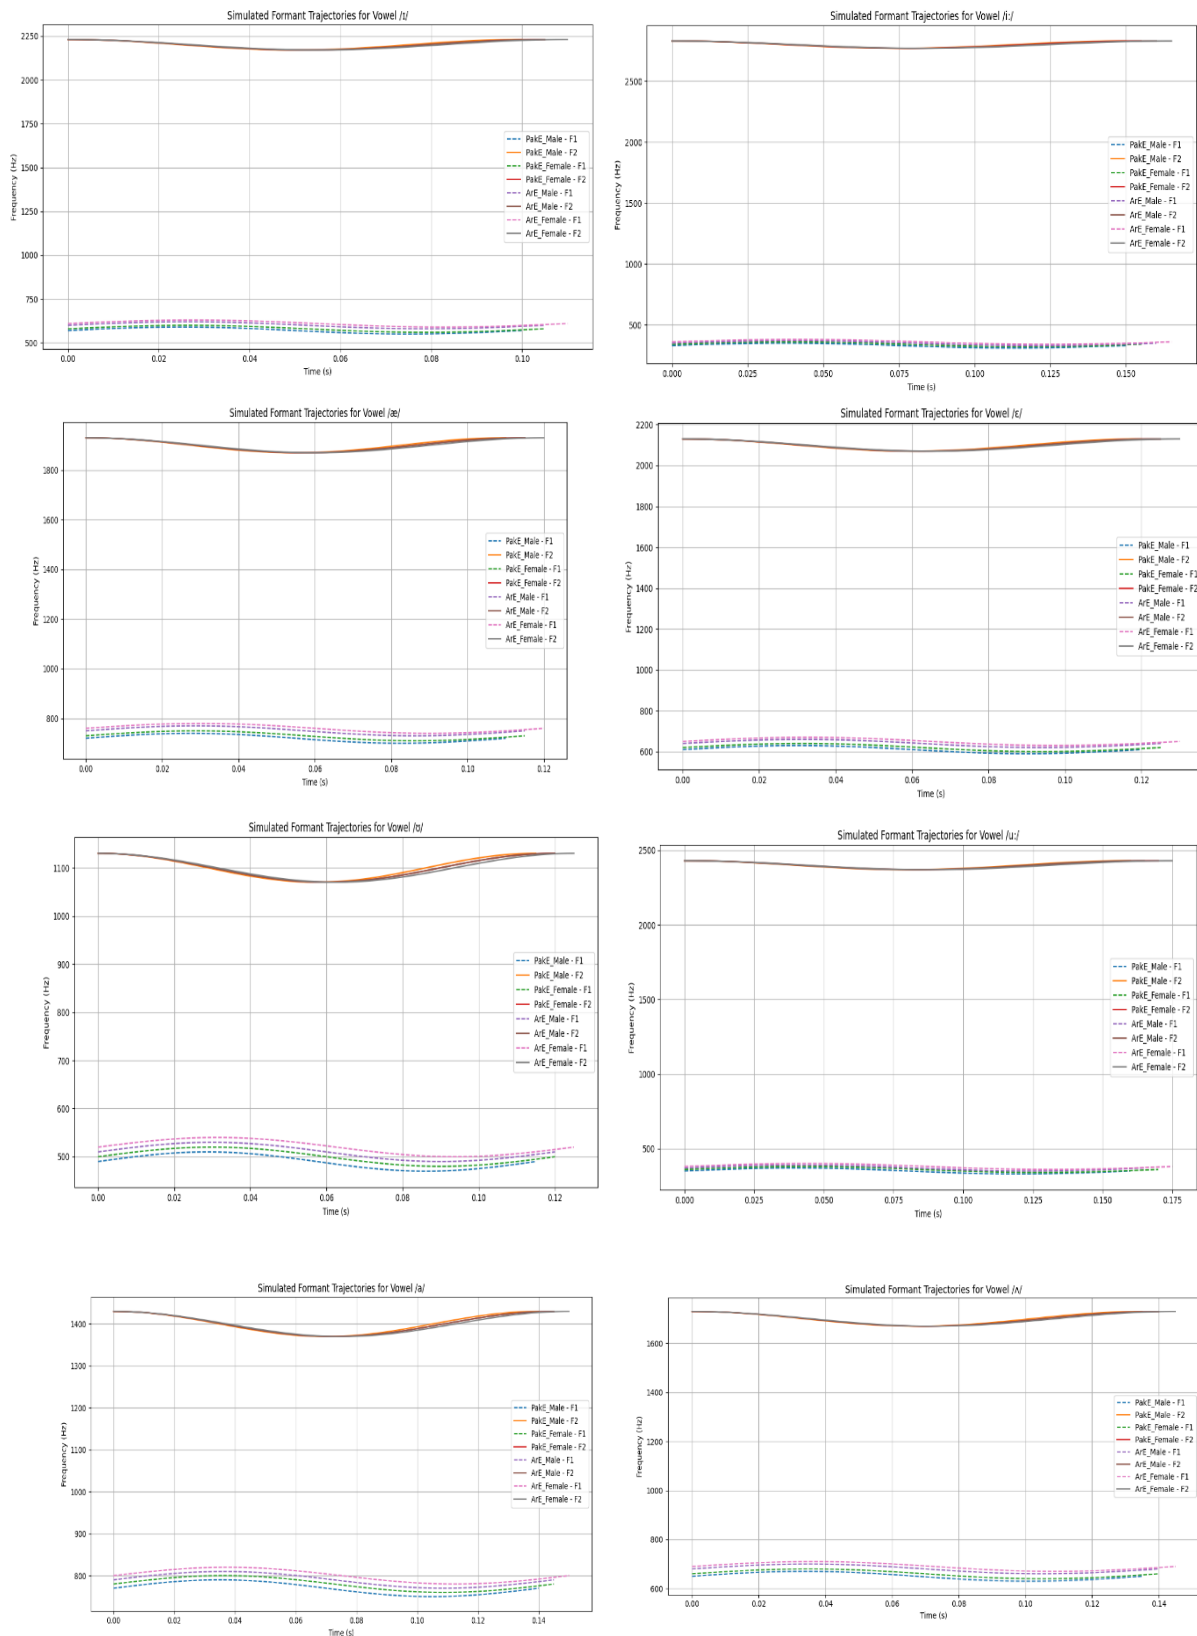 Simulated Formant Trajectories for Vowel /ɪ/
2250
2000
1750
1500
1250
1000
750
500
Frequency (Hz)
PakE_Male - F1
PakE_Male - F2
PakE_Female - F1
PakE_Female - F2
ArE_Male - F1
ArE_Male - F2
ArE_Female - F1
ArE_Female - F2
0.00 0.02 0.04 0.06 0.08 0.10
Time (s)
Simulated Formant Trajectories for Vowel /i:/
2500
2000
1500
1000
500
Frequency (Hz)
PakE_Male - F1
PakE_Male - F2
PakE_Female - F1
PakE_Female - F2
ArE_Male - F1
ArE_Male - F2
ArE_Female - F1
ArE_Female - F2
0.000 0.025 0.050 0.075 0.100 0.125 0.150
Time (s)
Simulated Formant Trajectories for Vowel /æ/
1800
1600
1400
1200
1000
800
Frequency (Hz)
PakE_Male - F1
PakE_Male - F2
PakE_Female - F1
PakE_Female - F2
ArE_Male - F1
ArE_Male - F2
ArE_Female - F1
ArE_Female - F2
0.00 0.02 0.04 0.06 0.08 0.10 0.12
Time (s)
Simulated Formant Trajectories for Vowel /ɛ/
2200
2000
1800
1600
1400
1200
1000
800
600
Frequency (Hz)
PakE_Male - F1
PakE_Male - F2
PakE_Female - F1
PakE_Female - F2
ArE_Male - F1
ArE_Male - F2
ArE_Female - F1
ArE_Female - F2
0.00 0.02 0.04 0.06 0.08 0.10 0.12
Time (s)
Simulated Formant Trajectories for Vowel /ʊ/
1100
1000
900
800
700
600
500
Frequency (Hz)
PakE_Male - F1
PakE_Male - F2
PakE_Female - F1
PakE_Female - F2
ArE_Male - F1
ArE_Male - F2
ArE_Female - F1
ArE_Female - F2
0.00 0.02 0.04 0.06 0.08 0.10 0.12
Time (s)
Simulated Formant Trajectories for Vowel /u:/
2500
2000
1500
1000
500
Frequency (Hz)
PakE_Male - F1
PakE_Male - F2
PakE_Female - F1
PakE_Female - F2
ArE_Male - F1
ArE_Male - F2
ArE_Female - F1
ArE_Female - F2
0.000 0.025 0.050 0.075 0.100 0.125 0.150 0.175
Time (s)
Simulated Formant Trajectories for Vowel /a/
1400
1300
1200
1100
1000
900
800
Frequency (Hz)
PakE_Male - F1
PakE_Male - F2
PakE_Female - F1
PakE_Female - F2
ArE_Male - F1
ArE_Male - F2
ArE_Female - F1
ArE_Female - F2
0.00 0.02 0.04 0.06 0.08 0.10 0.12 0.14
Time (s)
Simulated Formant Trajectories for Vowel /ʌ/
1600
1400
1200
1000
800
600
Frequency (Hz)
PakE_Male - F1
PakE_Male - F2
PakE_Female - F1
PakE_Female - F2
ArE_Male - F1
ArE_Male - F2
ArE_Female - F1
ArE_Female - F2
0.00 0.02 0.04 0.06 0.08 0.10 0.12 0.14
Time (s)